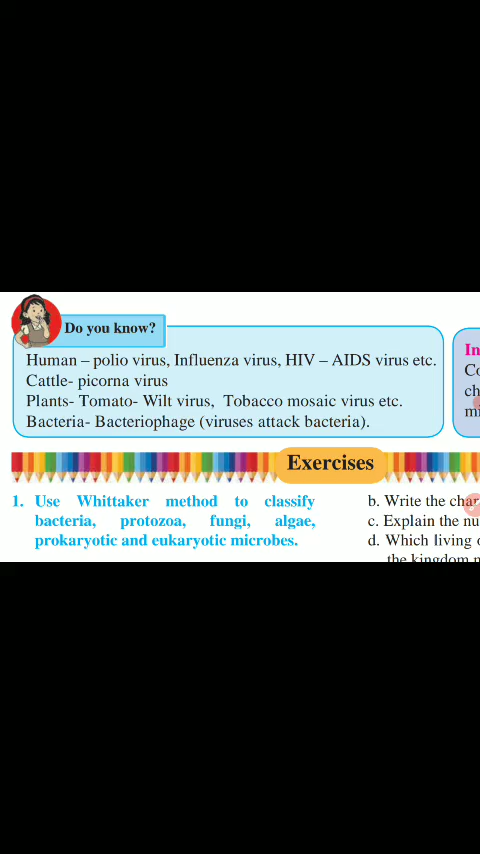 Do you know?
Human – polio virus, Influenza virus, HIV – AIDS virus etc.
Cattle- picorna virus
Plants- Tomato- Wilt virus, Tobacco mosaic virus etc.
Bacteria- Bacteriophage (viruses attack bacteria).
Exercises
1. Use Whittaker method to classify
bacteria, protozoa, fungi, algae,
prokaryotic and eukaryotic microbes.
b. Write the
c. Explain the
d. Which living
the kingdom